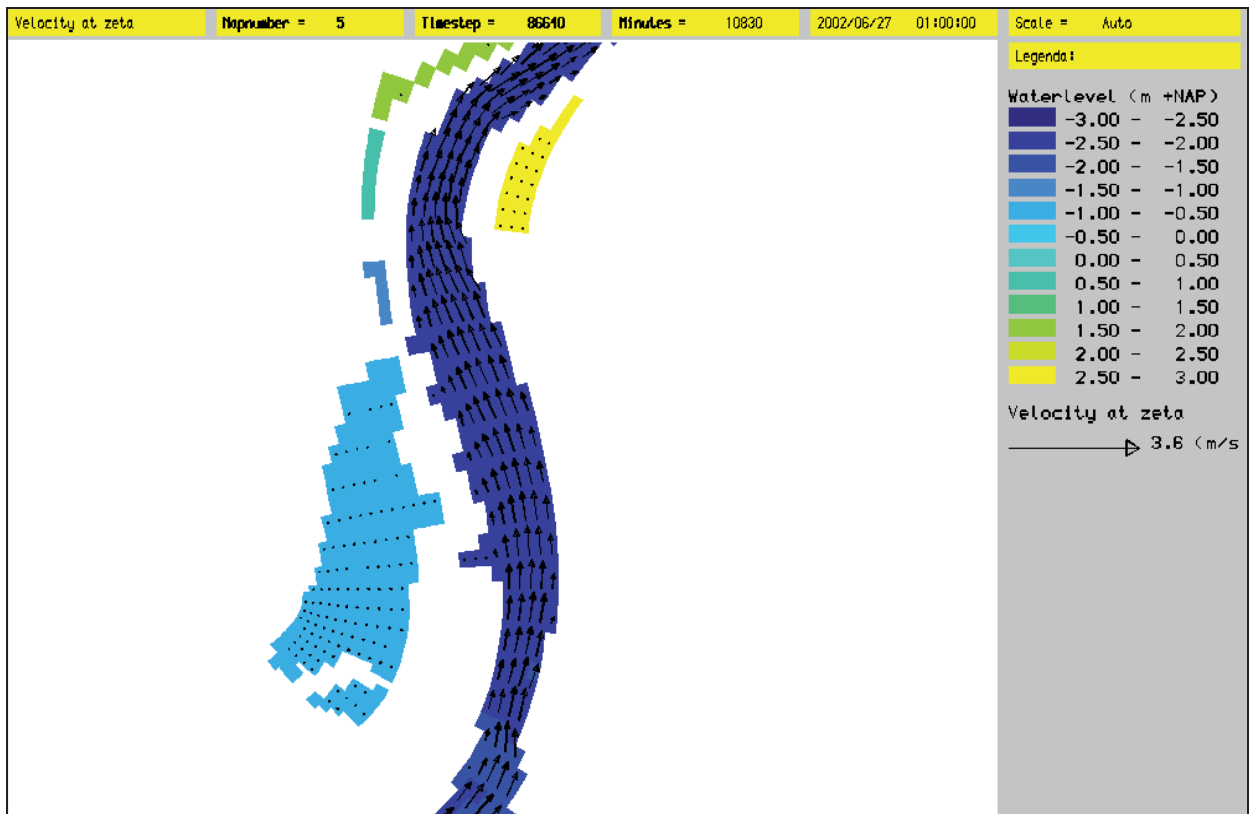 Velocity at zeta Mapnumber = 5 Timestep = 86640 Minutes = 10830 2002/06/27 01:00:00 Scale = Auto
Legenda:
Waterlevel (m +NAP)
-3.00 - -2.50
-2.50 - -2.00
-2.00 - -1.50
-1.50 - -1.00
-1.00 - -0.50
-0.50 - 0.00
0.00 - 0.50
0.50 - 1.00
1.00 - 1.50
1.50 - 2.00
2.00 - 2.50
2.50 - 3.00
Velocity at zeta
3.6 (m/s